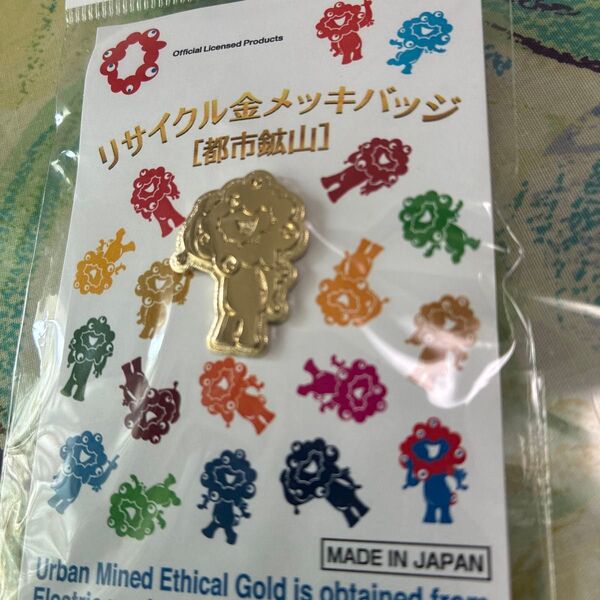 Official Licensed Products
リサイクル金メッキバッジ
[都市鉱山]
MADE IN JAPAN
Urban Mined Ethical Gold is obtained from